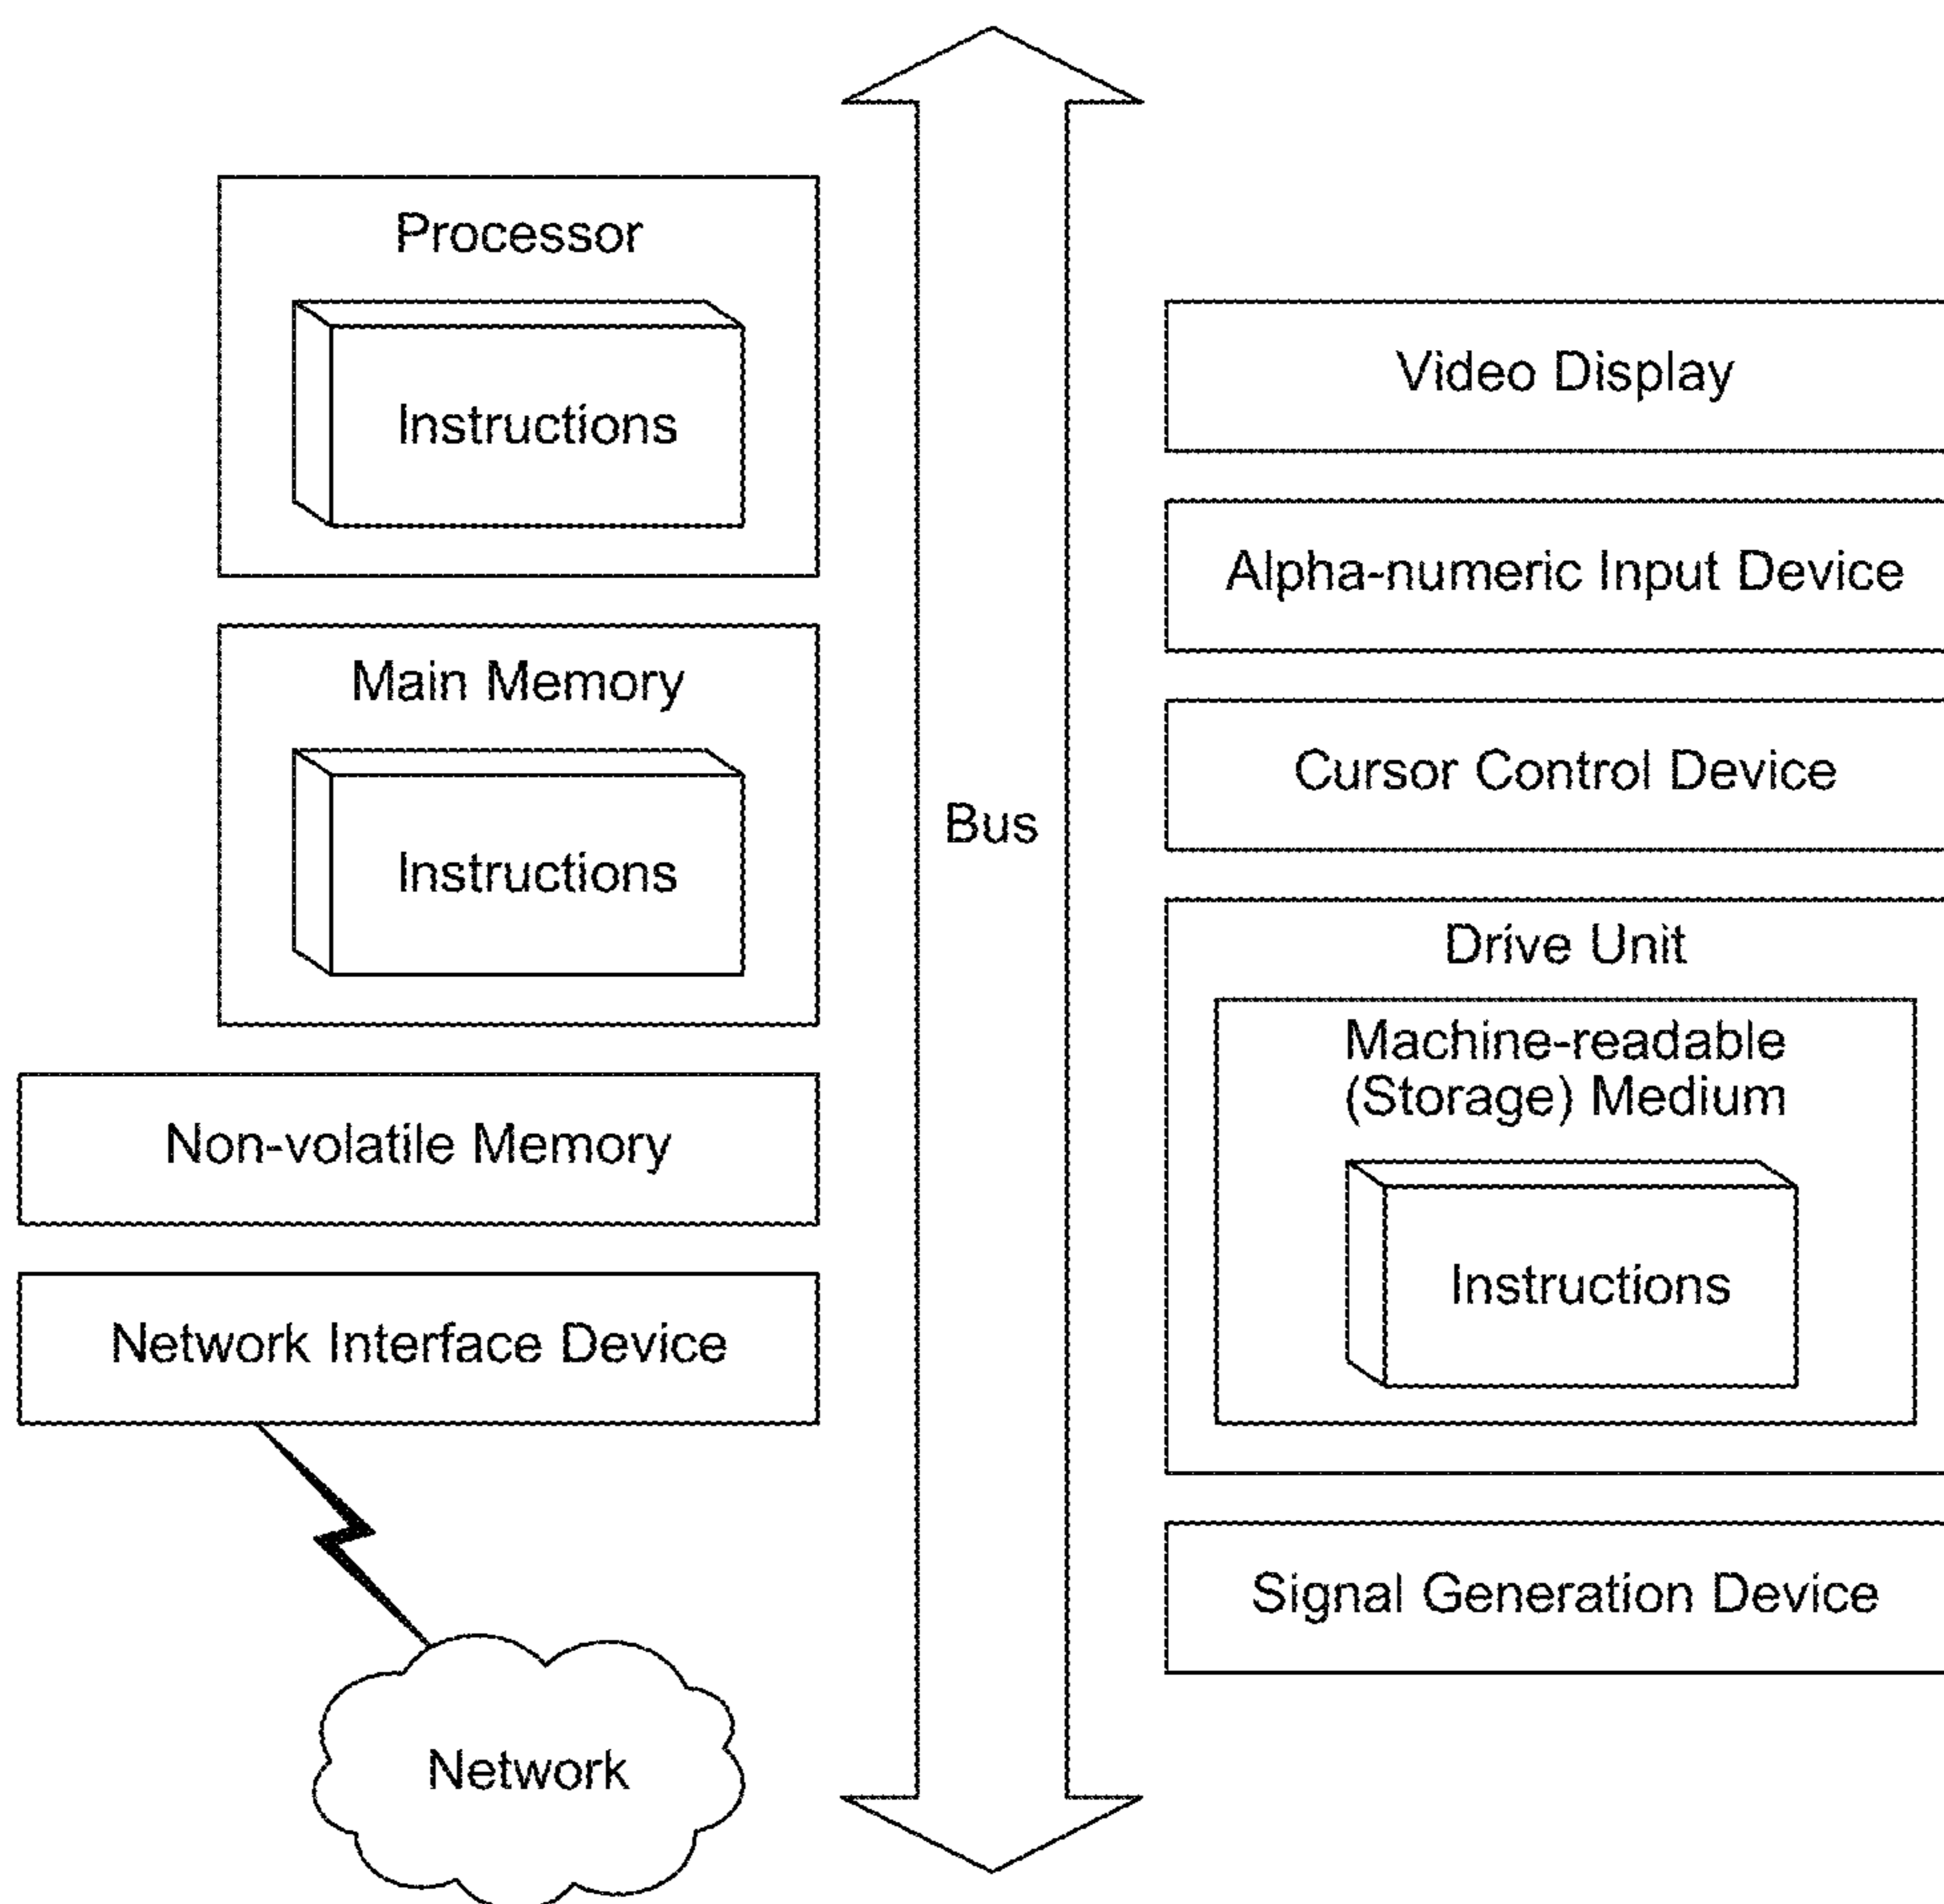 Processor
Instructions
Main Memory
Instructions
Non-volatile Memory
Network Interface Device
Network
Bus
Video Display
Alpha-numeric Input Device
Cursor Control Device
Drive Unit
Machine-readable
(Storage) Medium
Instructions
Signal Generation Device